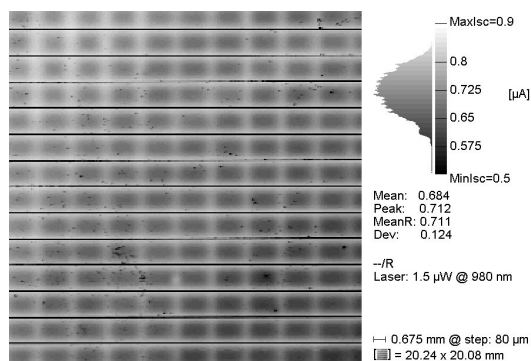 MaxIsc=0.9
0.8
0.725
[µA]
0.65
0.575
MinIsc=0.5
Mean: 0.684
Peak: 0.712
MeanR: 0.711
Dev: 0.124
--/R
Laser: 1.5 µW @ 980 nm
0.675 mm @ step: 80 µm
= 20.24 x 20.08 mm